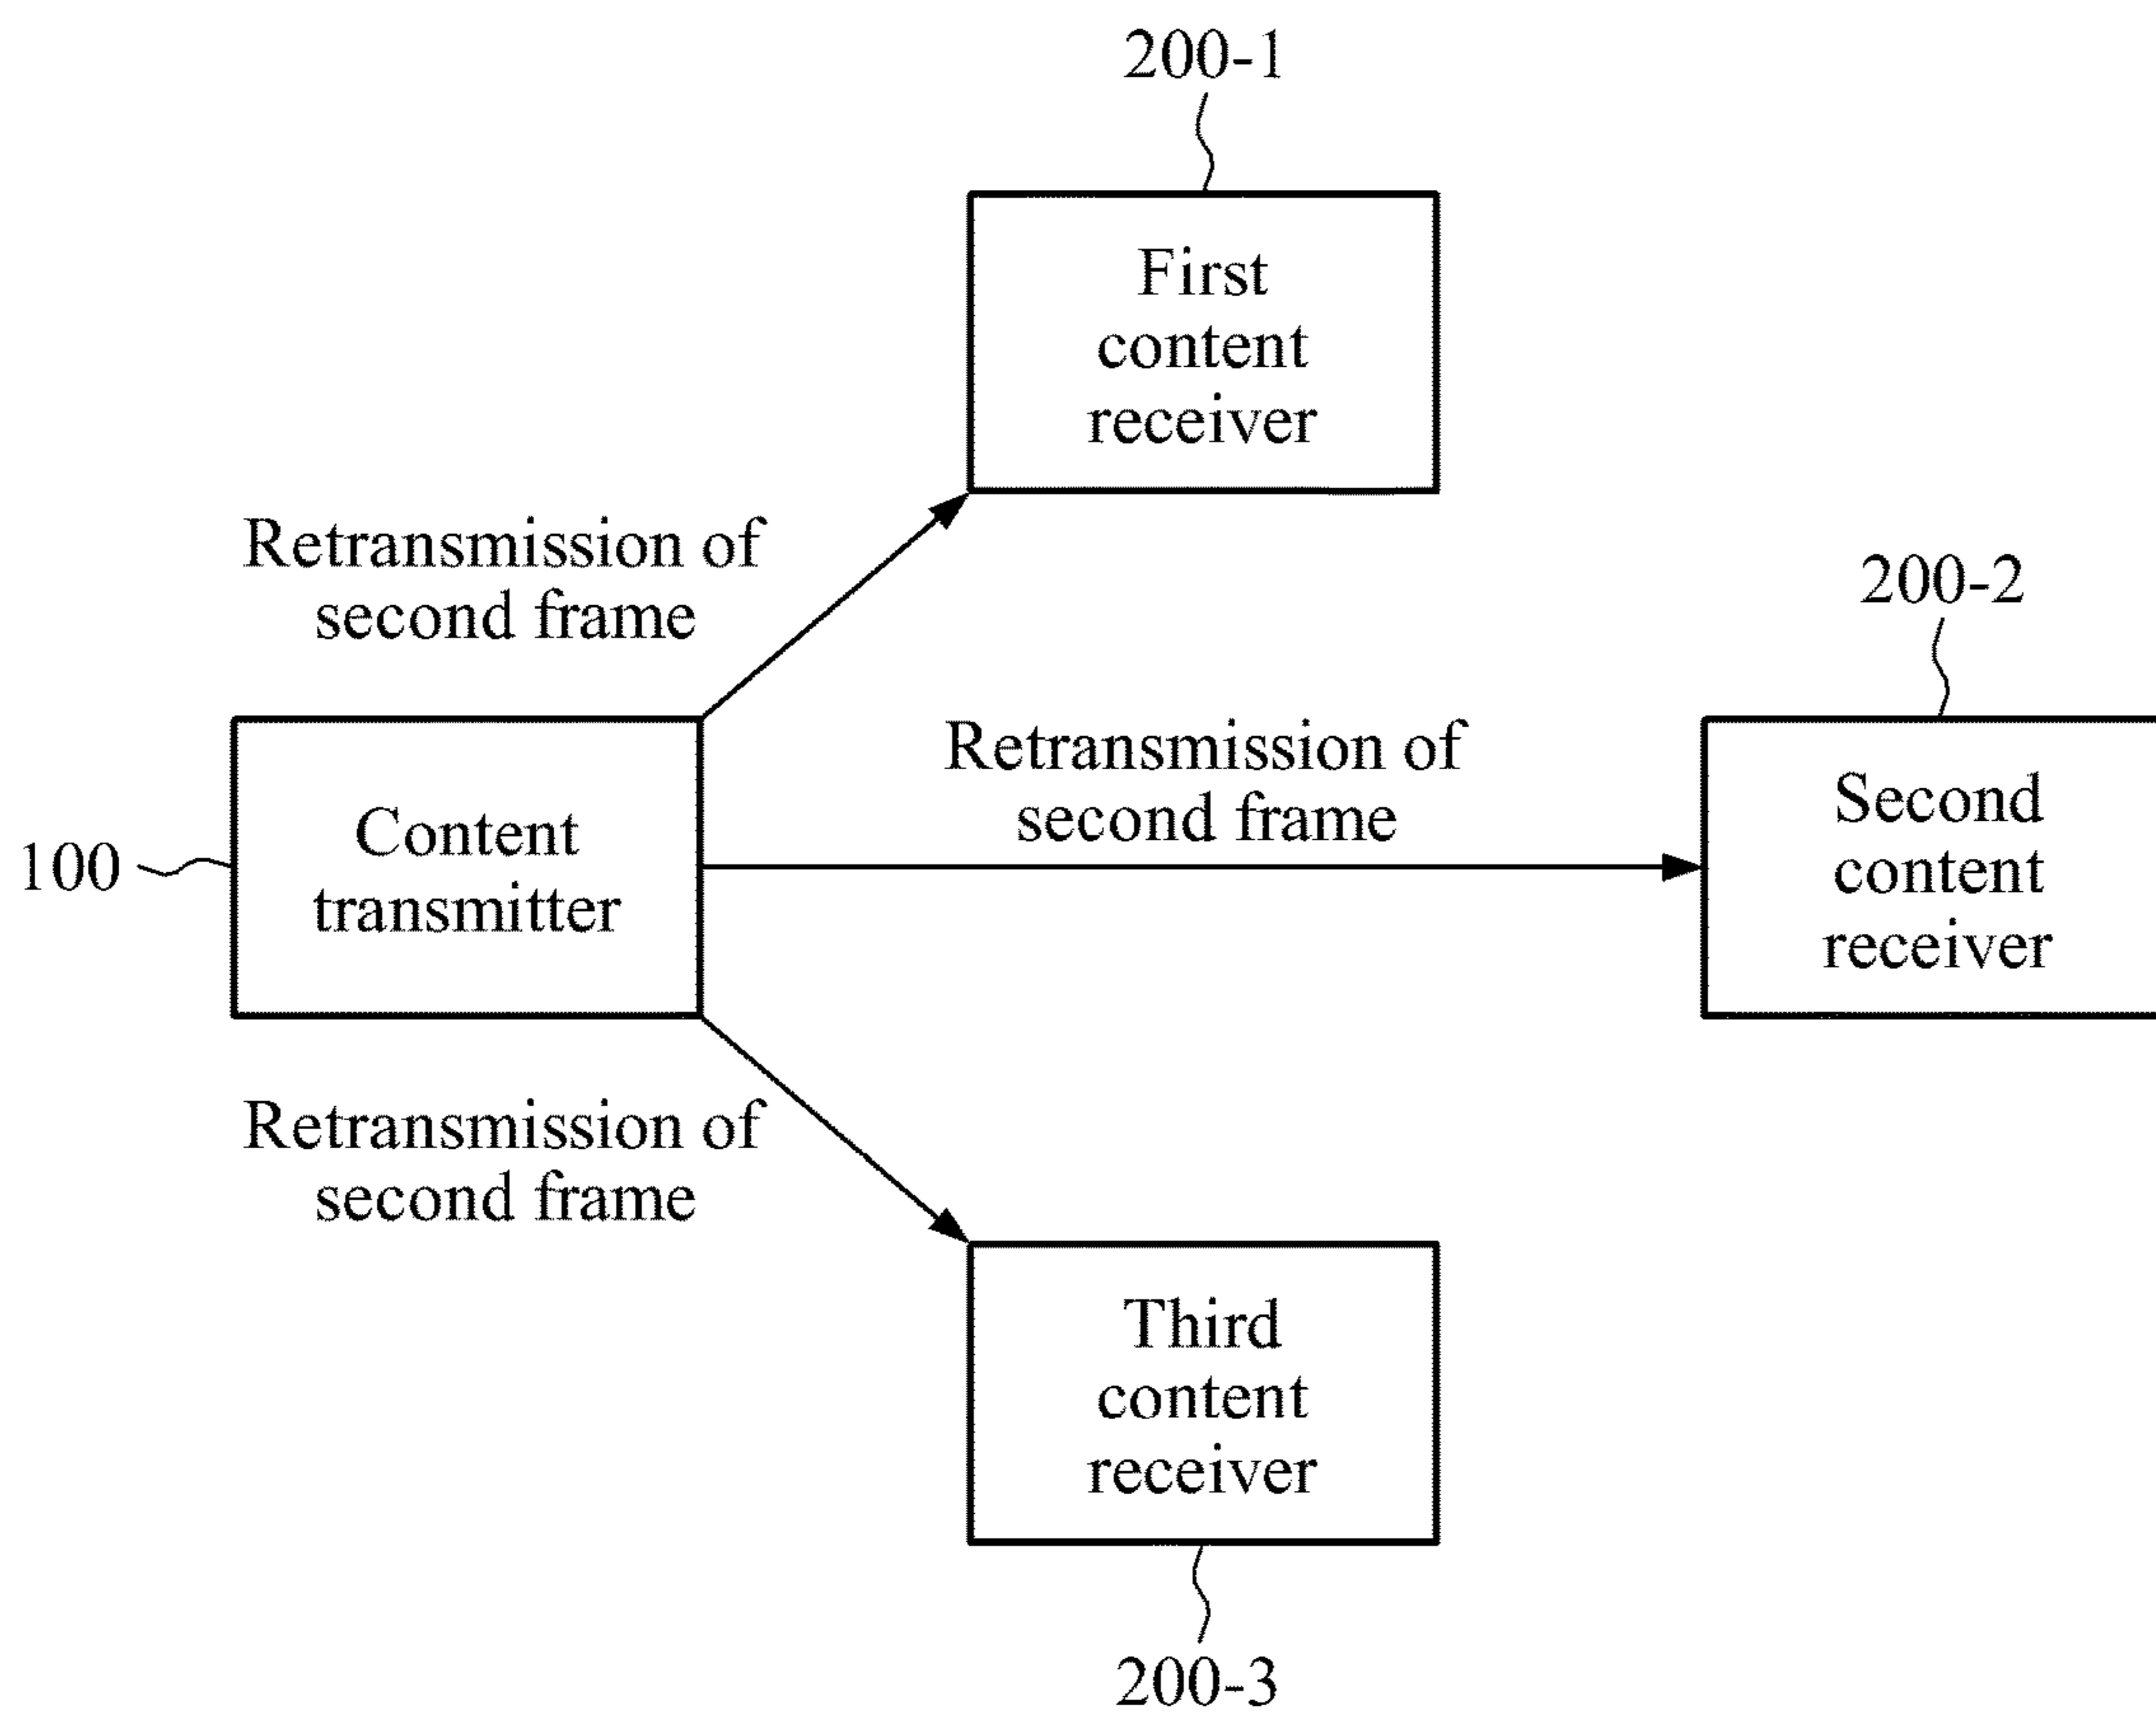 200-1
First
content
receiver
Retransmission of
second frame
200-2
Retransmission of
second frame
Second
content
receiver
100
Content
transmitter
Retransmission of
second frame
Third
content
receiver
200-3